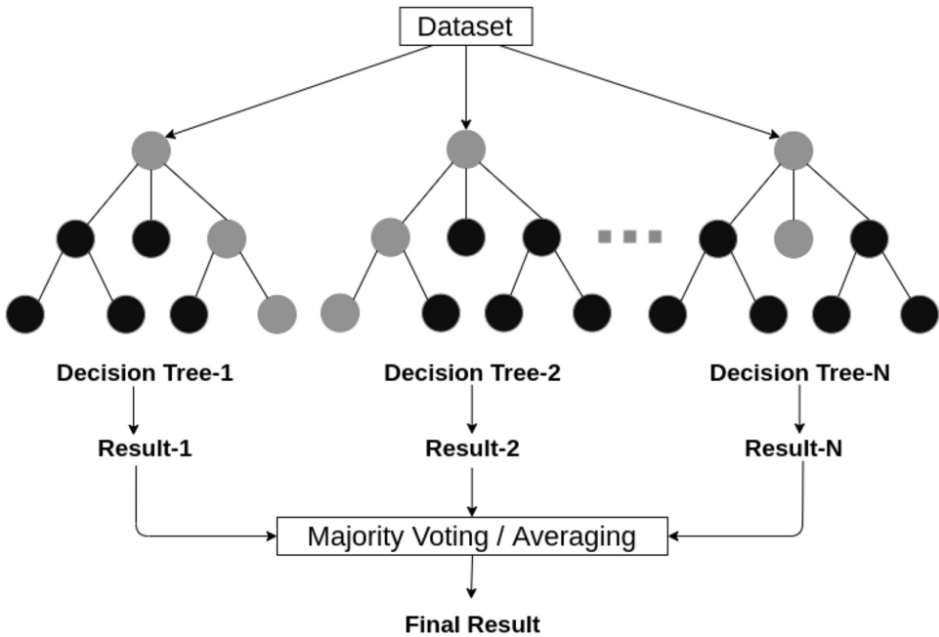 Dataset
Decision Tree-1
Decision Tree-2
Decision Tree-N
Result-1
Result-2
Result-N
Majority Voting / Averaging
Final Result